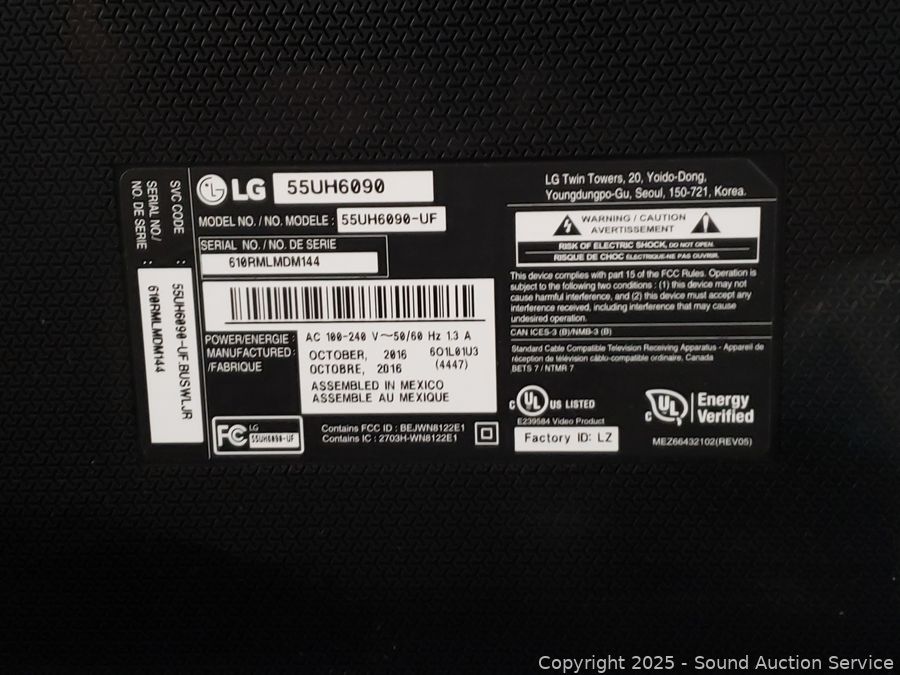 SVC CODE : 55UH6090-UF.BUSWLJR
SERIAL NO./ NO. DE SERIE : 610RMLMDM144
LG 55UH6090
MODEL NO. / NO. MODELE : 55UH6090-UF
SERIAL NO. / NO. DE SERIE
610RMLMDM144
POWER/ENERGIE : AC 100-240 V～50/60 Hz 1.3 A
MANUFACTURED : OCTOBER, 2016 601L01U3
/FABRIQUE OCTOBRE, 2016 (4447)
ASSEMBLED IN MEXICO
ASSEMBLE AU MEXIQUE
FC LG
55UH6090-UF
Contains FCC ID : BEJWN8122E1
Contains IC : 2703H-WN8122E1
LG Twin Towers, 20, Yoido-Dong,
Youngdungpo-Gu, Seoul, 150-721, Korea.
WARNING / CAUTION
AVERTISSEMENT
RISK OF ELECTRIC SHOCK, DO NOT OPEN.
RISQUE DE CHOC ELECTRIQUE-NE PAS OUVRIR.
This device complies with part 15 of the FCC Rules. Operation is
subject to the following two conditions : (1) this device may not
cause harmful interference, and (2) this device must accept any
interference received, including interference that may cause
undesired operation.
CAN ICES-3 (B)/NMB-3 (B)
Standard Cable Compatible Television Receiving Apparatus - Appareil de
réception de télévision câblo-compatible ordinaire, Canada
BETS 7 / NTMR 7
c UL US LISTED
E239584 Video Product
Factory ID: LZ
c UL Energy
Verified
MEZ66432102(REV05)
Copyright 2025 - Sound Auction Service